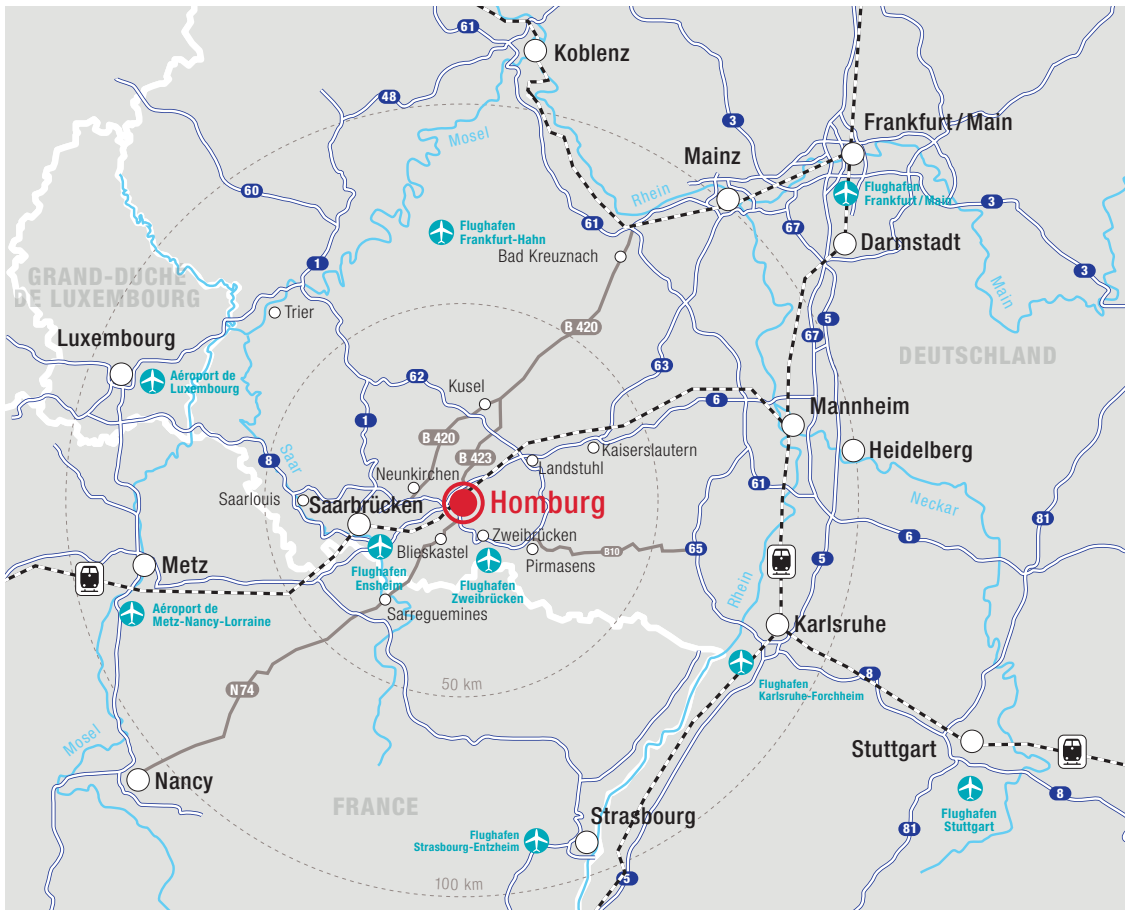 61
Koblenz
48
3
Frankfurt/Main
Mosel
Mainz
Rhein
Flughafen
Frankfurt/Main
60
3
61
67
Flughafen
Frankfurt-Hahn
Darmstadt
Bad Kreuznach
1
3
GRAND-DUCHE
DE LUXEMBOURG
Main
Trier
5
B 420
67
Luxembourg
DEUTSCHLAND
63
Aéroport de
Luxembourg
62
Kusel
6
Mannheim
1
B 420
Heidelberg
Kaiserslautern
B 423
8
Saar
Landstuhl
Neunkirchen
61
Saarlouis
Saarbrücken
Homburg
Neckar
81
Zweibrücken
6
65
B10
Blieskastel
5
Metz
Pirmasens
Flughafen
Ensheim
Flughafen
Zweibrücken
Rhein
Aéroport de
Metz-Nancy-Lorraine
Sarreguemines
Karlsruhe
8
Flughafen
Karlsruhe-Forchheim
50 km
N74
Mosel
Stuttgart
Nancy
8
FRANCE
Strasbourg
Flughafen
Stuttgart
81
Flughafen
Strasbourg-Entzheim
5
100 km